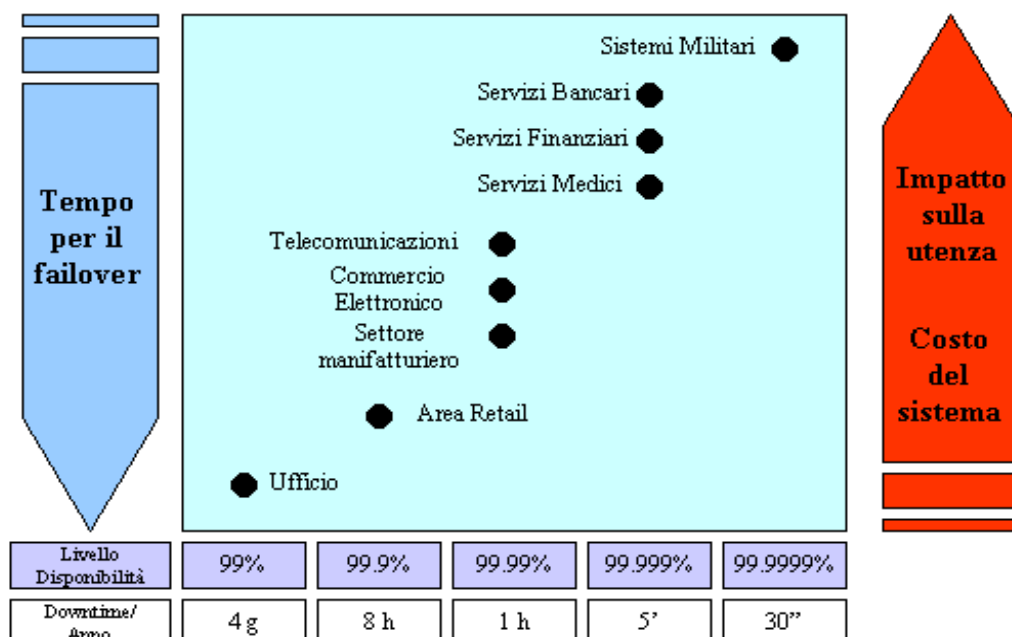 Sistemi Militari
Servizi Bancari
Servizi Finanziari
Servizi Medici
Tempo
per il
failover
Impatto
sulla
utenza
Telecomunicazioni
Commercio
Elettronico
Settore
manifatturiero
Costo
del
sistema
Area Retail
Ufficio
Livello
Disponibilità
99%
99.9%
99.99%
99.999%
99.9999%
Downtime/
Anno
4 g
8 h
1 h
5’
30”